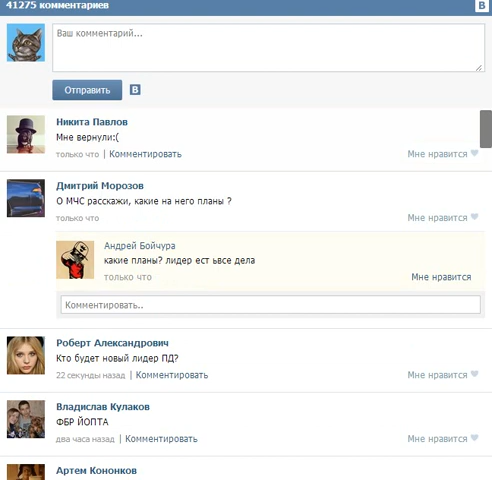 41275 комментариев
B
Ваш комментарий...
Отправить B
Никита Павлов
Мне вернули:(
только что | Комментировать Мне нравится
Дмитрий Морозов
О МЧС расскажи, какие на него планы ?
только что Мне нравится
Андрей Бойчура
какие планы? лидер ест ьвсе дела
только что Мне нравится
Комментировать..
Роберт Александрович
Кто будет новый лидер ПД?
22 секунды назад | Комментировать Мне нравится
Владислав Кулаков
ФБР ЙОПТА
два часа назад | Комментировать Мне нравится
Артем Кононков